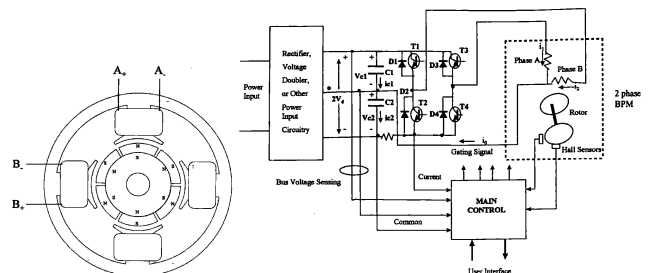 A+ A-
B-
B+
N
S
Power
Input
Rectifier,
Voltage
Doubler,
or Other
Power
Input
Circuitry
+
2Vd
-
o
+
Vc1
-
C1
ic1
+
C2
Vc2
ic2
-
D1
T1
D3
T3
D2
T2
D4
T4
i1
Phase A
Phase B
i2
2 phase
BPM
Rotor
Hall Sensors
i0
Gating Signal
Bus Voltage Sensing
Current
Common
MAIN
CONTROL
User Interface